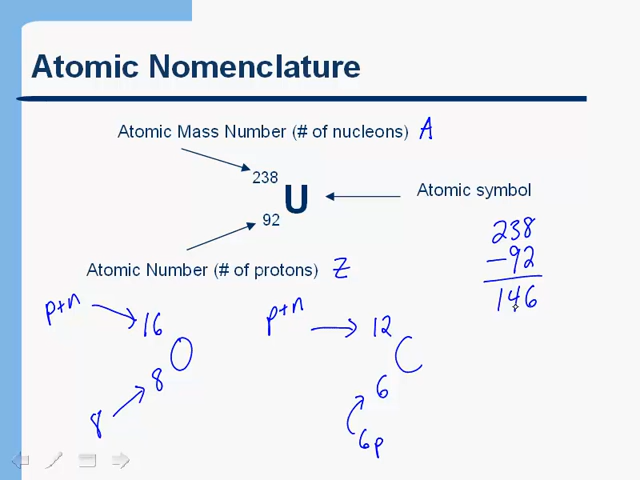 Atomic Nomenclature
Atomic Mass Number (# of nucleons) A
238
U
92
Atomic symbol
Atomic Number (# of protons) Z
238
-92
146
p+n
16
O
8
8
p+n
12
C
6
6p